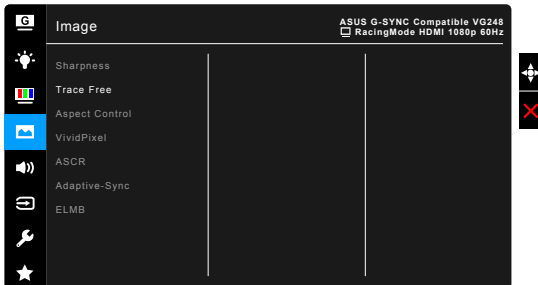 G
Image
ASUS G-SYNC Compatible VG248
RacingMode HDMI 1080p 60Hz
Sharpness
Trace Free
Aspect Control
VividPixel
ASCR
Adaptive-Sync
ELMB